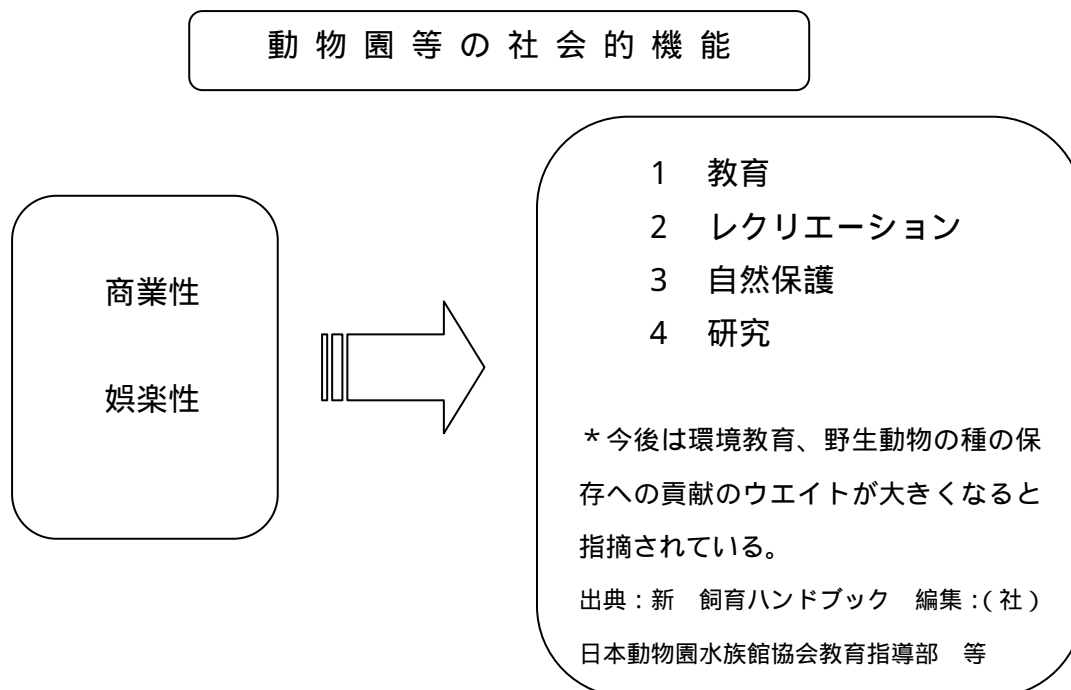 動物園等の社会的機能
商業性
娯楽性
1 教育
2 レクリエーション
3 自然保護
4 研究
*今後は環境教育、野生動物の種の保
存への貢献のウエイトが大きくなると
指摘されている。
出典:新 飼育ハンドブック 編集:(社)
日本動物園水族館協会教育指導部 等